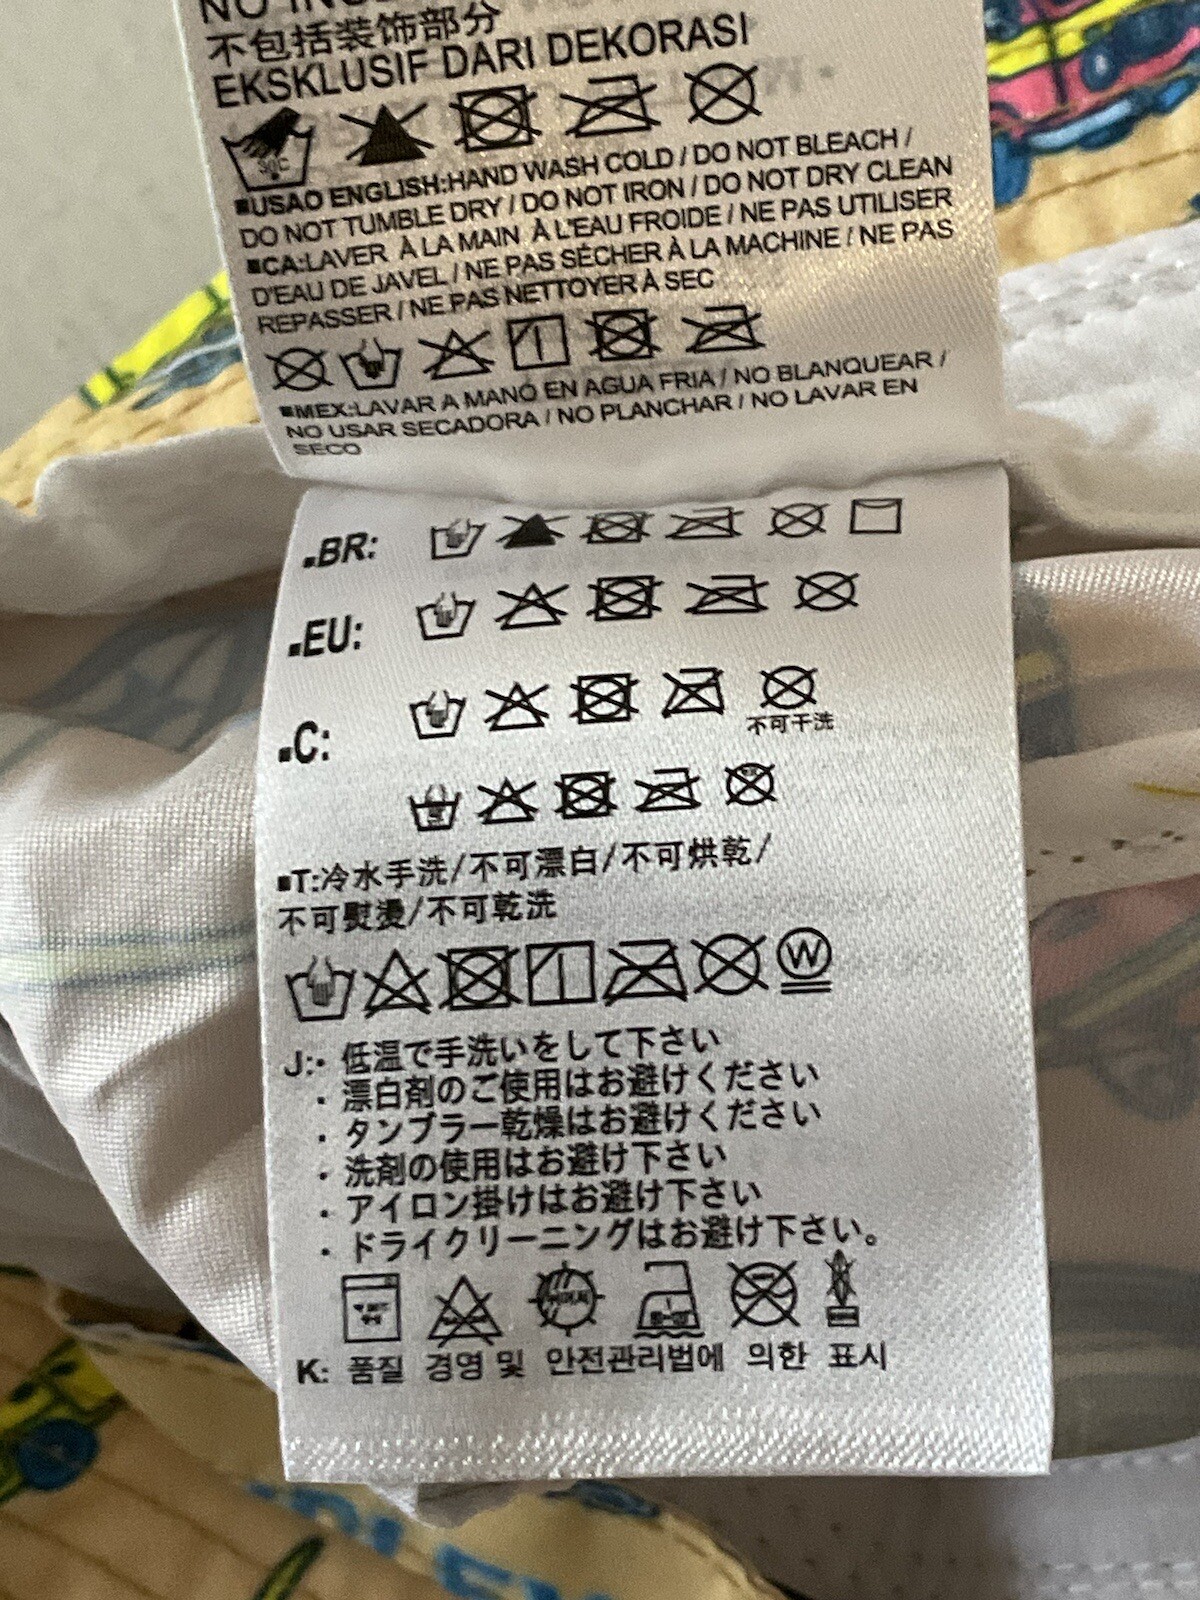 不包括装饰部分
EKSKLUSIF DARI DEKORASI
30C
■USAO ENGLISH:HAND WASH COLD / DO NOT BLEACH /
DO NOT TUMBLE DRY / DO NOT IRON / DO NOT DRY CLEAN
■CA:LAVER À LA MAIN À L'EAU FROIDE / NE PAS UTILISER
D'EAU DE JAVEL / NE PAS SÉCHER À LA MACHINE / NE PAS
REPASSER / NE PAS NETTOYER À SEC
■MEX:LAVAR A MANO EN AGUA FRIA / NO BLANQUEAR /
NO USAR SECADORA / NO PLANCHAR / NO LAVAR EN
SECO
▪BR:
▪EU:
▪C:
不可干洗
■T:冷水手洗/不可漂白/不可烘乾/
不可熨燙/不可乾洗
W
J:・低温で手洗いをして下さい
・漂白剤のご使用はお避けください
・タンブラー乾燥はお避けください
・洗剤の使用はお避け下さい
・アイロン掛けはお避け下さい
・ドライクリーニングはお避け下さい。
K: 품질 경영 및 안전관리법에 의한 표시